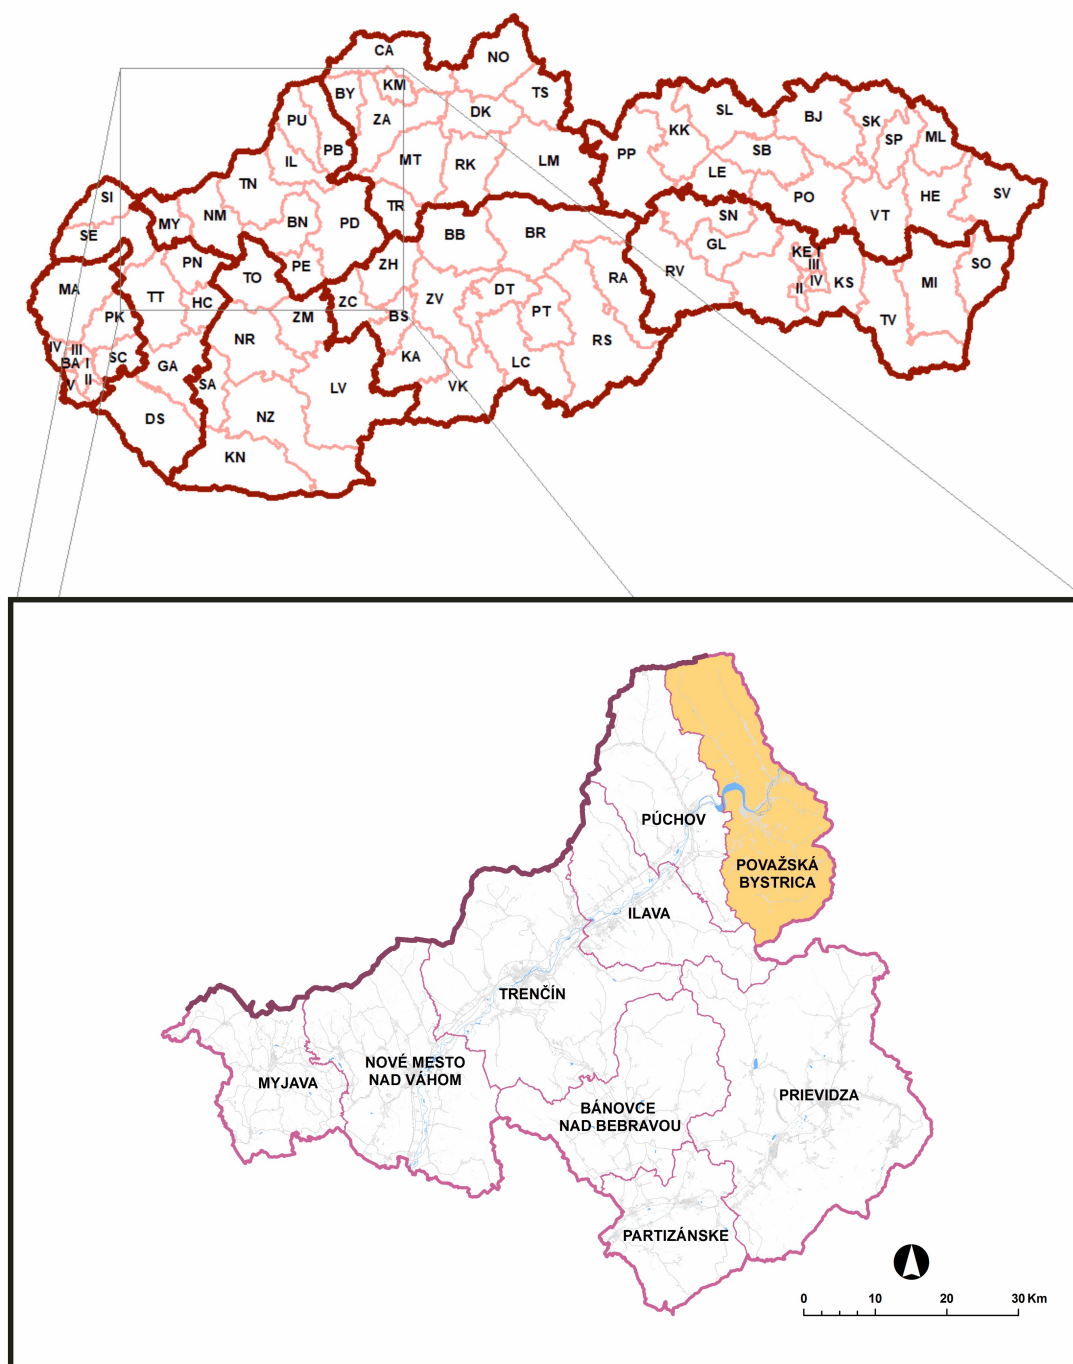 CA
NO
BY
KM
TS
DK
PU
ZA
SL
BJ
SK
KK
SP
ML
PB
IL
MT
RK
LM
PP
SB
LE
TN
SI
TR
PO
HE
SV
MY
NM
BN
PD
SN
VT
SE
BB
BR
GL
KE I
PN
TO
PE
ZH
RV
III
SO
MA
TT
HC
ZC
ZV
DT
RA
II
IV
KS
MI
PK
ZM
BS
PT
TV
IV
III
NR
RS
BA
I
SC
GA
KA
LC
V
II
SA
LV
VK
DS
NZ
KN
PÚCHOV
POVAŽSKÁ
BYSTRICA
ILAVA
TRENČÍN
NOVÉ MESTO
NAD VÁHOM
MYJAVA
PRIEVIDZA
BÁNOVCE
NAD BEBRAVOU
PARTIZÁNSKE
0 10 20 30 Km